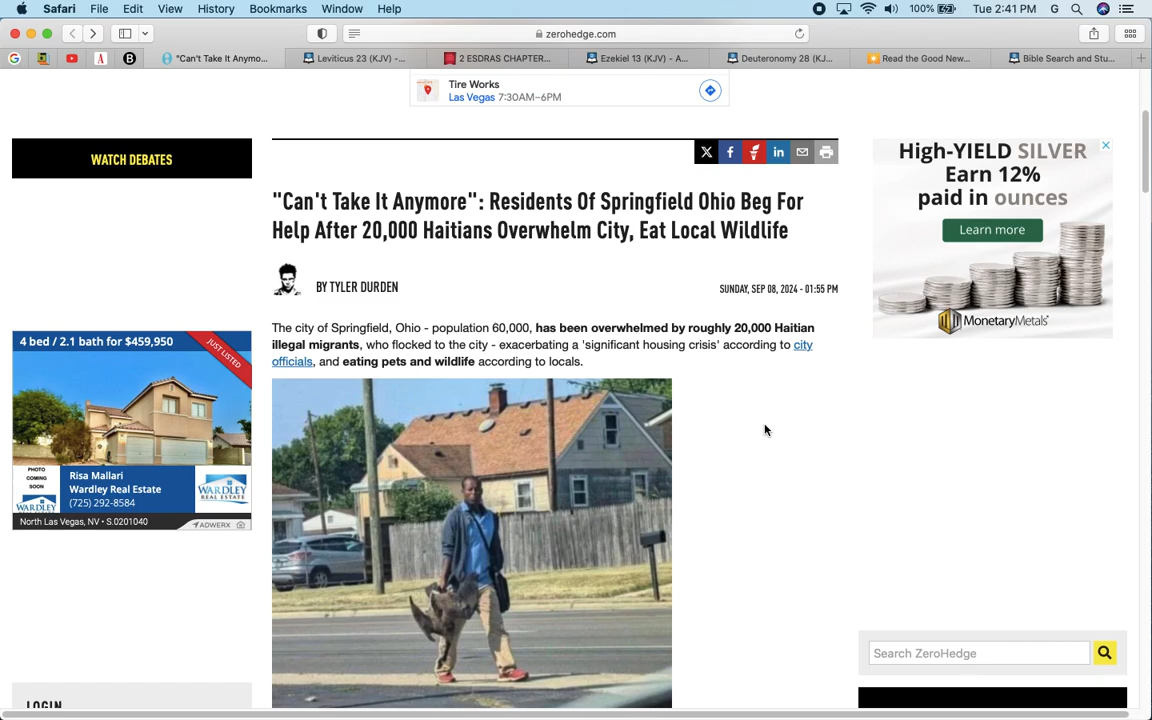 Safari File Edit View History Bookmarks Window Help 100% Tue 2:41 PM G
zerohedge.com
"Can't Take It Anymo... Leviticus 23 (KJV) -... 2 ESDRAS CHAPTER... Ezekiel 13 (KJV) - A... Deuteronomy 28 (KJ... Read the Good New... Bible Search and Stu...
Tire Works
Las Vegas 7:30AM–6PM
WATCH DEBATES
"Can't Take It Anymore": Residents Of Springfield Ohio Beg For
Help After 20,000 Haitians Overwhelm City, Eat Local Wildlife
BY TYLER DURDEN
SUNDAY, SEP 08, 2024 - 01:55 PM
The city of Springfield, Ohio - population 60,000, has been overwhelmed by roughly 20,000 Haitian
illegal migrants, who flocked to the city - exacerbating a 'significant housing crisis' according to city
officials, and eating pets and wildlife according to locals.
High-YIELD SILVER
Earn 12%
paid in ounces
Learn more
MonetaryMetals
4 bed / 2.1 bath for $459,950
JUST LISTED
PHOTO
COMING
SOON
WARDLEY
Risa Mallari
Wardley Real Estate
(725) 292-8584
WARDLEY
REAL ESTATE
North Las Vegas, NV • S.0201040
ADWERX
LOGIN
Search ZeroHedge